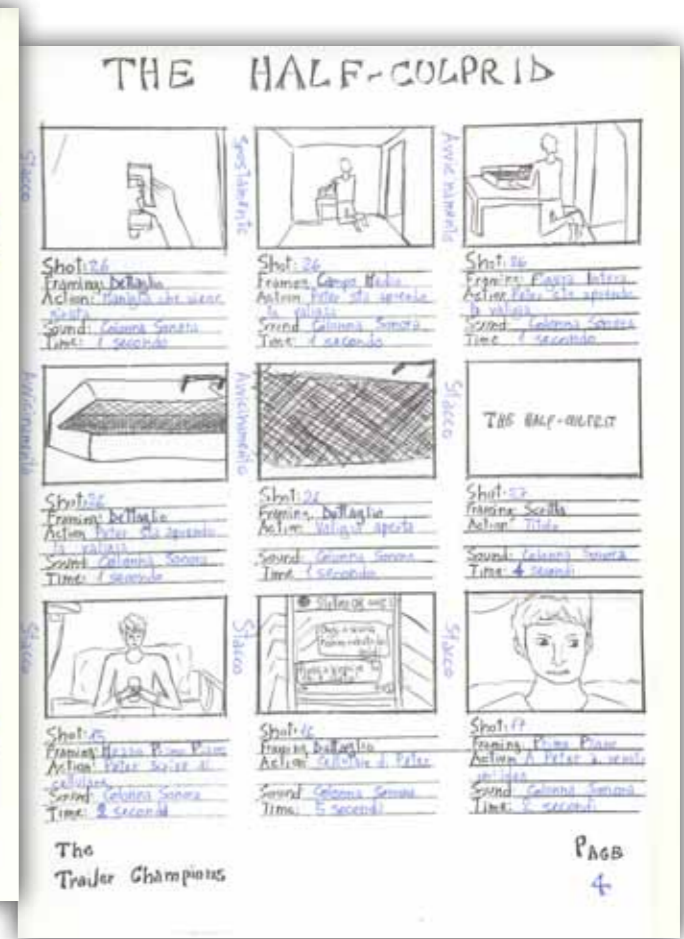 THE HALF-CULPRID
Stacco
Spostamento
Avvicinamento
Shot: 26
Framing: Dettaglio
Action: Maniglia che viene
girata
Sound: Colonna Sonora
Time: 1 secondo
Shot: 26
Framing: Campo Medio
Action: Peter sta aprendo
la valigia
Sound: Colonna Sonora
Time: 1 secondo
Shot: 26
Framing: Figura Intera
Action: Peter sta aprendo
la valigia
Sound: Colonna Sonora
Time: 1 secondo
Avvicinamento
Avvicinamento
Stacco
THE HALF-CULPRIT
Shot: 26
Framing: Dettaglio
Action: Peter sta aprendo
la valigia
Sound: Colonna Sonora
Time: 1 secondo
Shot: 26
Framing: Dettaglio
Action: Valigia aperta
Sound: Colonna Sonora
Time: 1 secondo
Shot: 27
Framing: Scritta
Action: Titolo
Sound: Colonna Sonora
Time: 4 secondi
Stacco
Stacco
Stacco
Shot: 15
Framing: Mezzo Primo Piano
Action: Peter scrive al
cellulare
Sound: Colonna Sonora
Time: 2 secondi
Shot: 16
Framing: Dettaglio
Action: Cellulare di Peter
Sound: Colonna Sonora
Time: 5 secondi
Shot: 17
Framing: Primo Piano
Action: A Peter
Sound: Colonna Sonora
Time: 2 secondi
The
Trailer Champions
PAGE
4